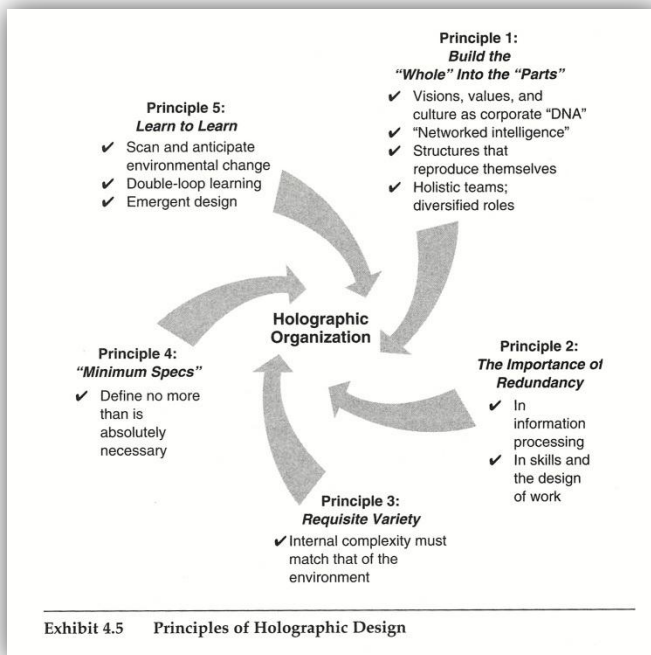 Principle 1:
Build the
“Whole” Into the “Parts”
✔ Visions, values, and
culture as corporate “DNA”
✔ “Networked intelligence”
✔ Structures that
reproduce themselves
✔ Holistic teams;
diversified roles
Principle 2:
The Importance of
Redundancy
✔ In
information
processing
✔ In skills and
the design
of work
Principle 3:
Requisite Variety
✔ Internal complexity must
match that of the
environment
Principle 4:
“Minimum Specs”
✔ Define no more
than is
absolutely
necessary
Principle 5:
Learn to Learn
✔ Scan and anticipate
environmental change
✔ Double-loop learning
✔ Emergent design
Holographic
Organization
Exhibit 4.5 Principles of Holographic Design